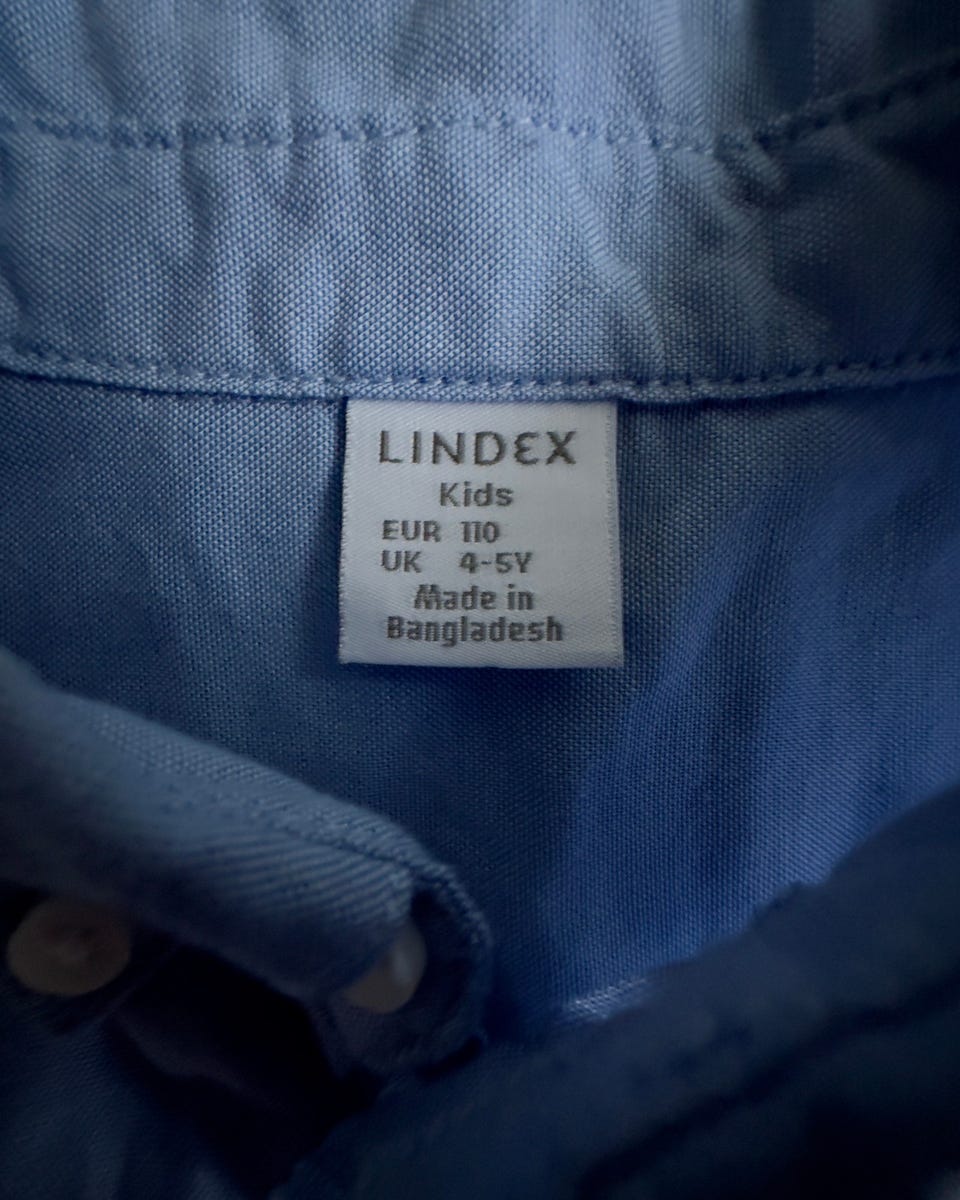 LINDEX
Kids
EUR 110
UK 4-5Y
Made in
Bangladesh